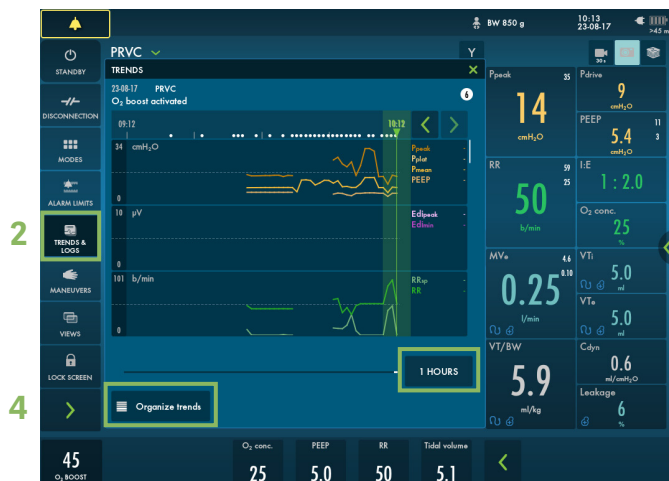 BW 850 g
10:13
23-08-17
>45 m
STANDBY
DISCONNECTION
MODES
ALARM LIMITS
2
TRENDS &
LOGS
MANEUVERS
VIEWS
LOCK SCREEN
4
45
O₂ BOOST
PRVC
Y
30 s
TRENDS
23-08-17 PRVC
O₂ boost activated
6
09:12
10:12
34 cmH₂O
0
Ppeak -
Pplat -
Pmean -
PEEP -
10 µV
0
Edipeak -
Edimin -
101 b/min
0
RRsp -
RR -
1 HOURS
Organize trends
Ppeak 35
14
cmH₂O
Pdrive
9
cmH₂O
PEEP 11
5.4 3
cmH₂O
RR 59
25
50
b/min
I:E
1 : 2.0
O₂ conc.
25
%
MVe 4.6
0.10
0.25
l/min
VTi
5.0
ml
VTe
5.0
ml
VT/BW
5.9
ml/kg
Cdyn
0.6
ml/cmH₂O
Leakage
6
%
O₂ conc.
25
PEEP
5.0
RR
50
Tidal volume
5.1